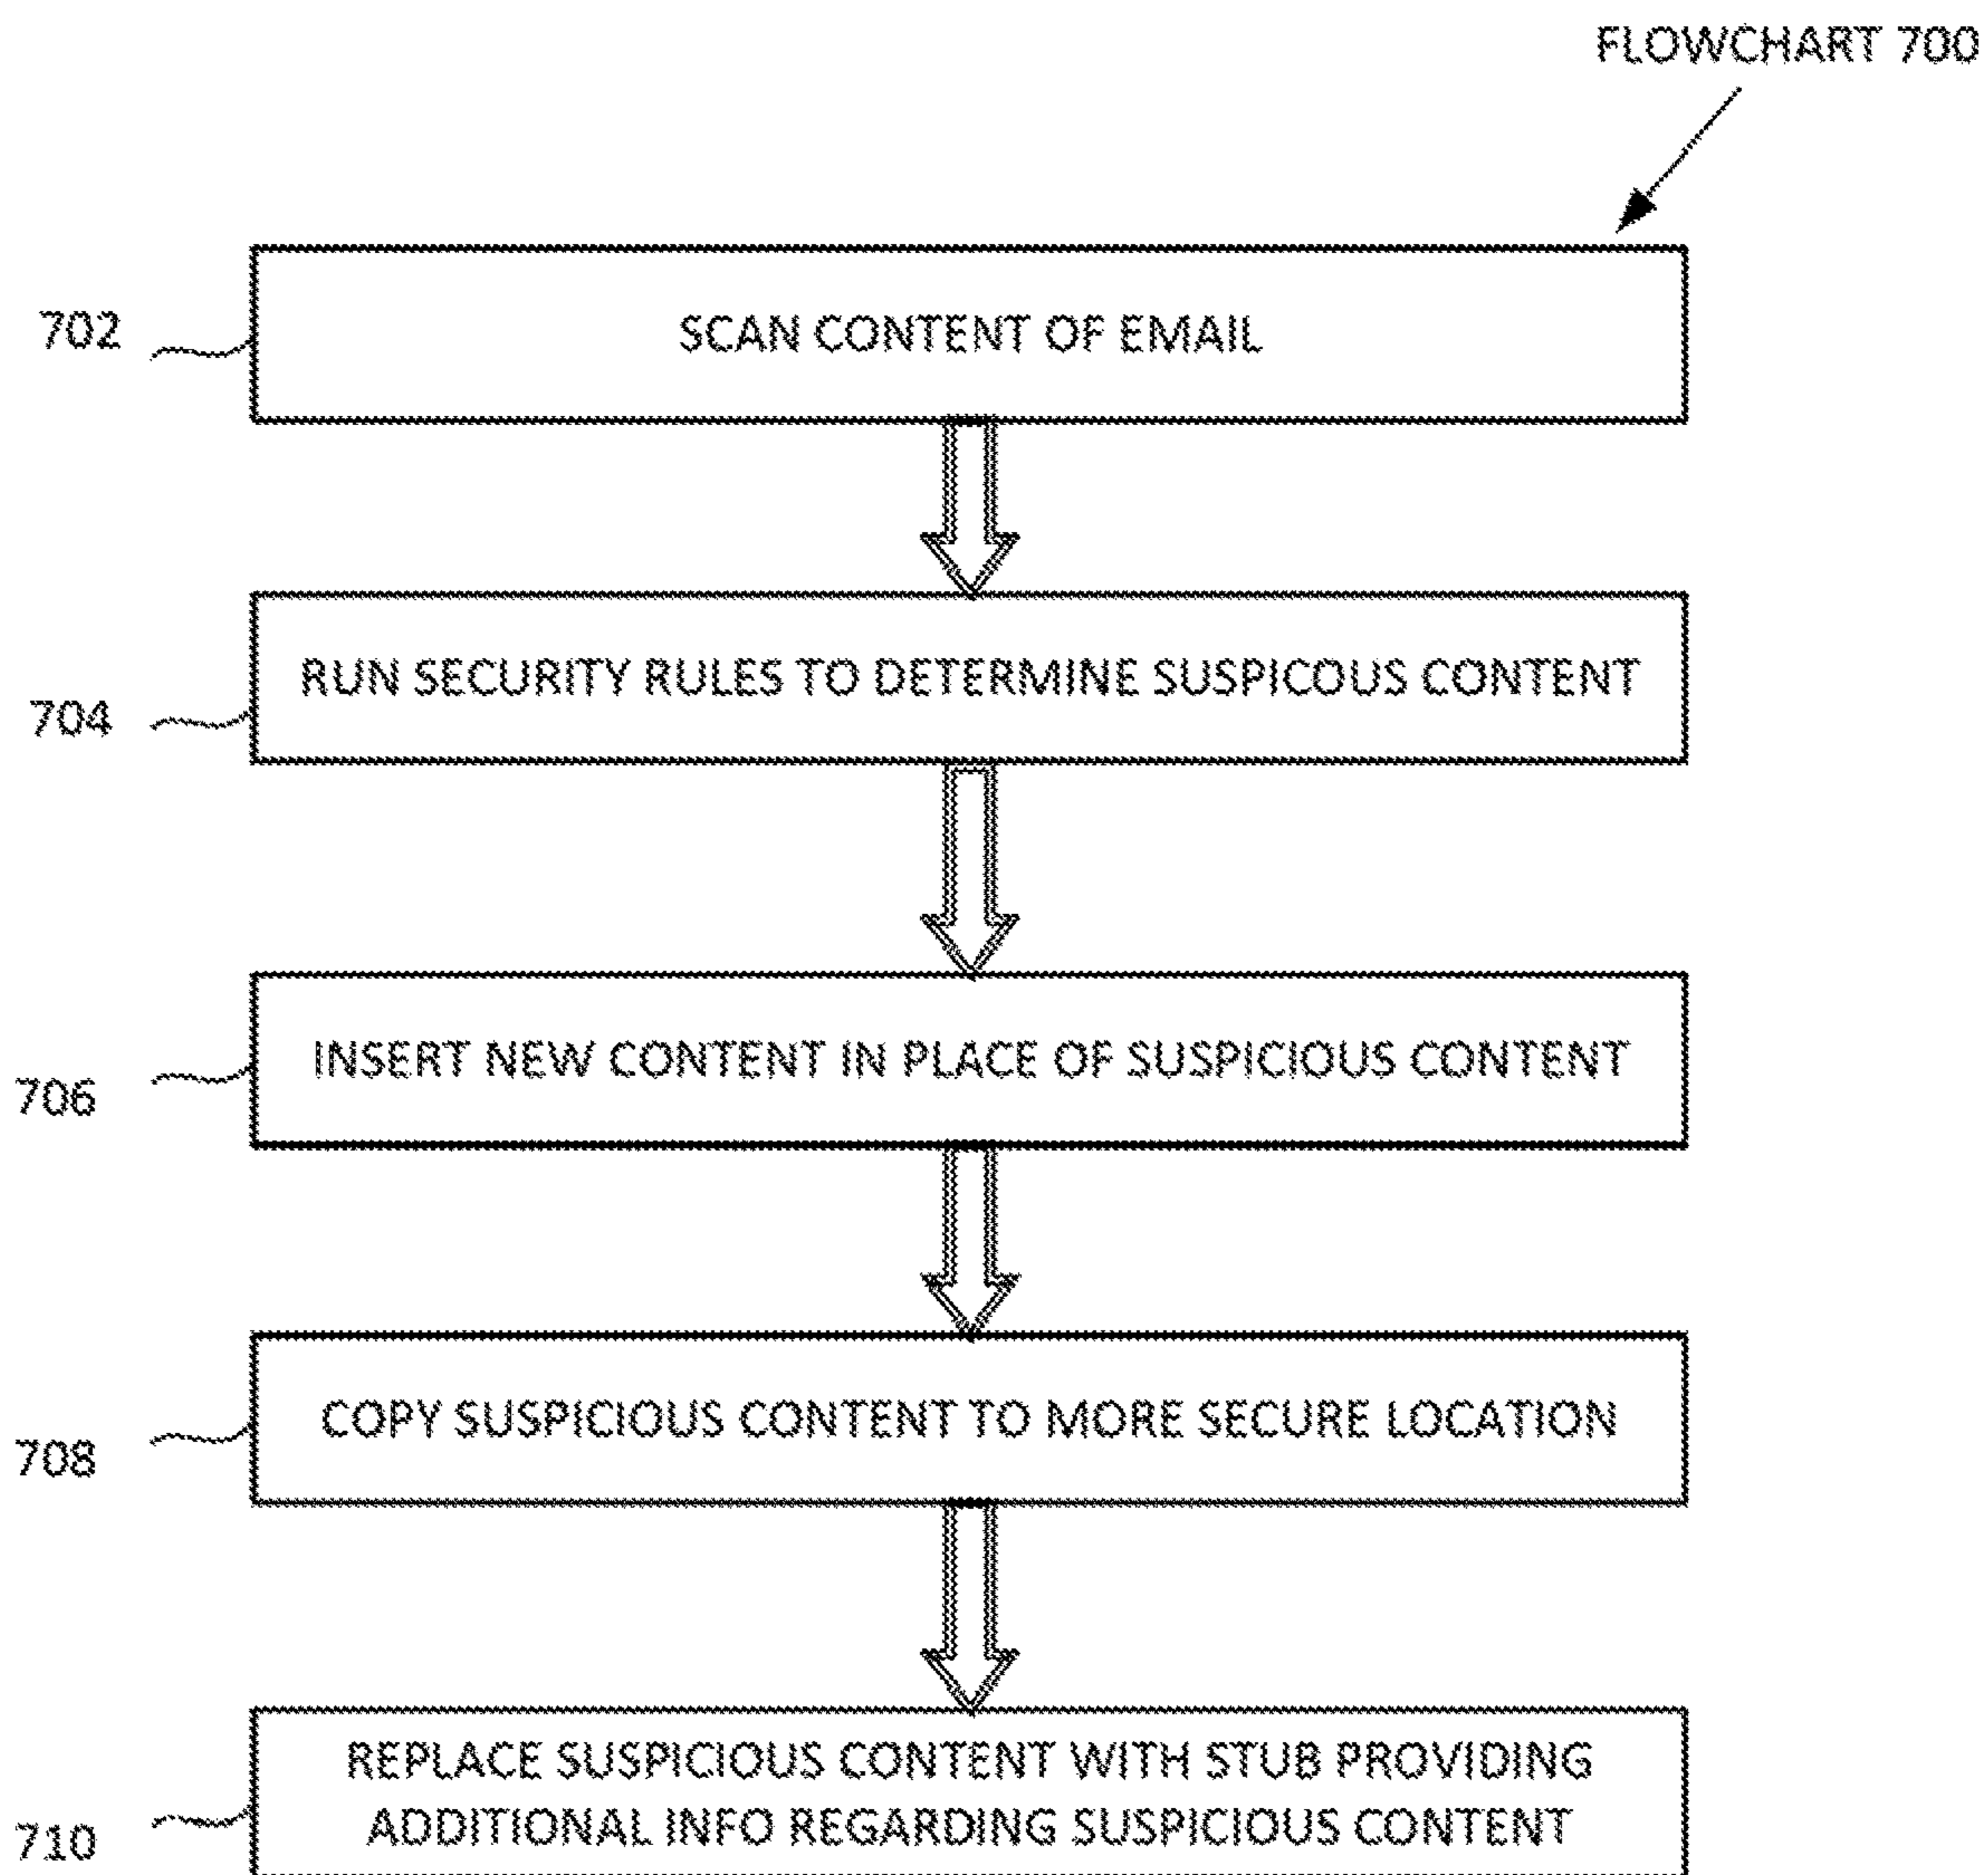 FLOWCHART 700
702
SCAN CONTENT OF EMAIL
704
RUN SECURITY RULES TO DETERMINE SUSPICOUS CONTENT
706
INSERT NEW CONTENT IN PLACE OF SUSPICIOUS CONTENT
708
COPY SUSPICIOUS CONTENT TO MORE SECURE LOCATION
710
REPLACE SUSPICIOUS CONTENT WITH STUB PROVIDING
ADDITIONAL INFO REGARDING SUSPICIOUS CONTENT